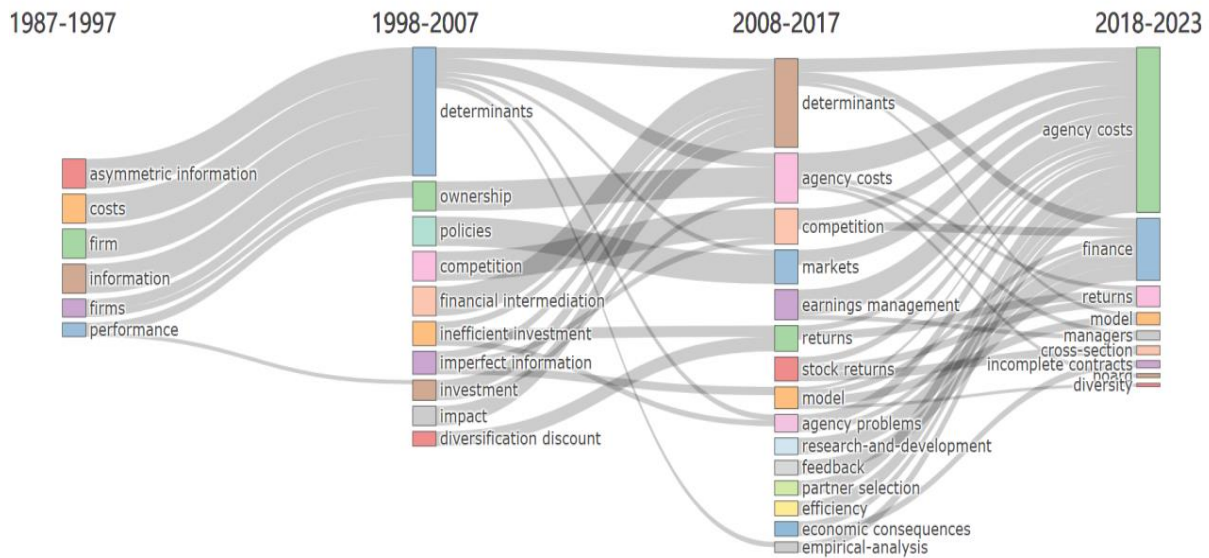 1987-1997
asymmetric information
costs
firm
information
firms
performance
1998-2007
determinants
ownership
policies
competition
financial intermediation
inefficient investment
imperfect information
investment
impact
diversification discount
2008-2017
determinants
agency costs
competition
markets
earnings management
returns
stock returns
model
agency problems
research-and-development
feedback
partner selection
efficiency
economic consequences
empirical-analysis
2018-2023
agency costs
finance
returns
model
managers
cross-section
incomplete contracts
board
diversity